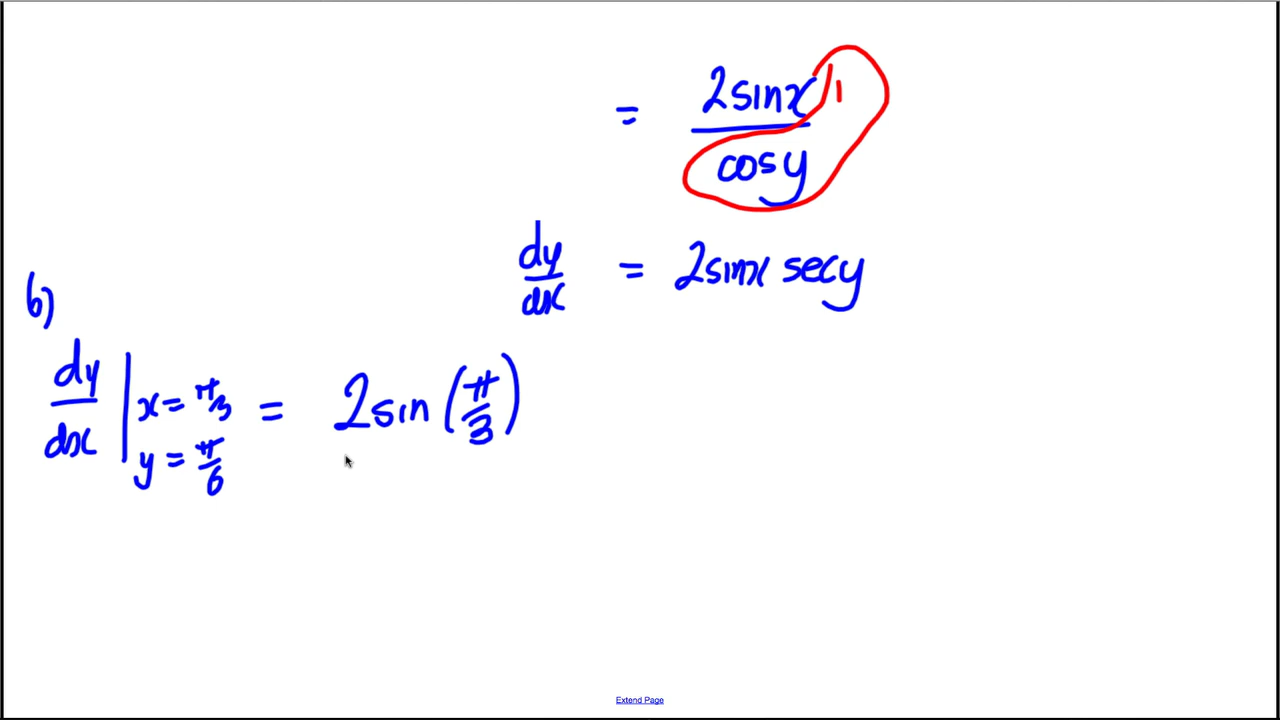 = 2sinx / cosy 1
dy/dx = 2sinx secy
b)
dy/dx | x = π/3 y = π/6 = 2sin(π/3)
Extend Page